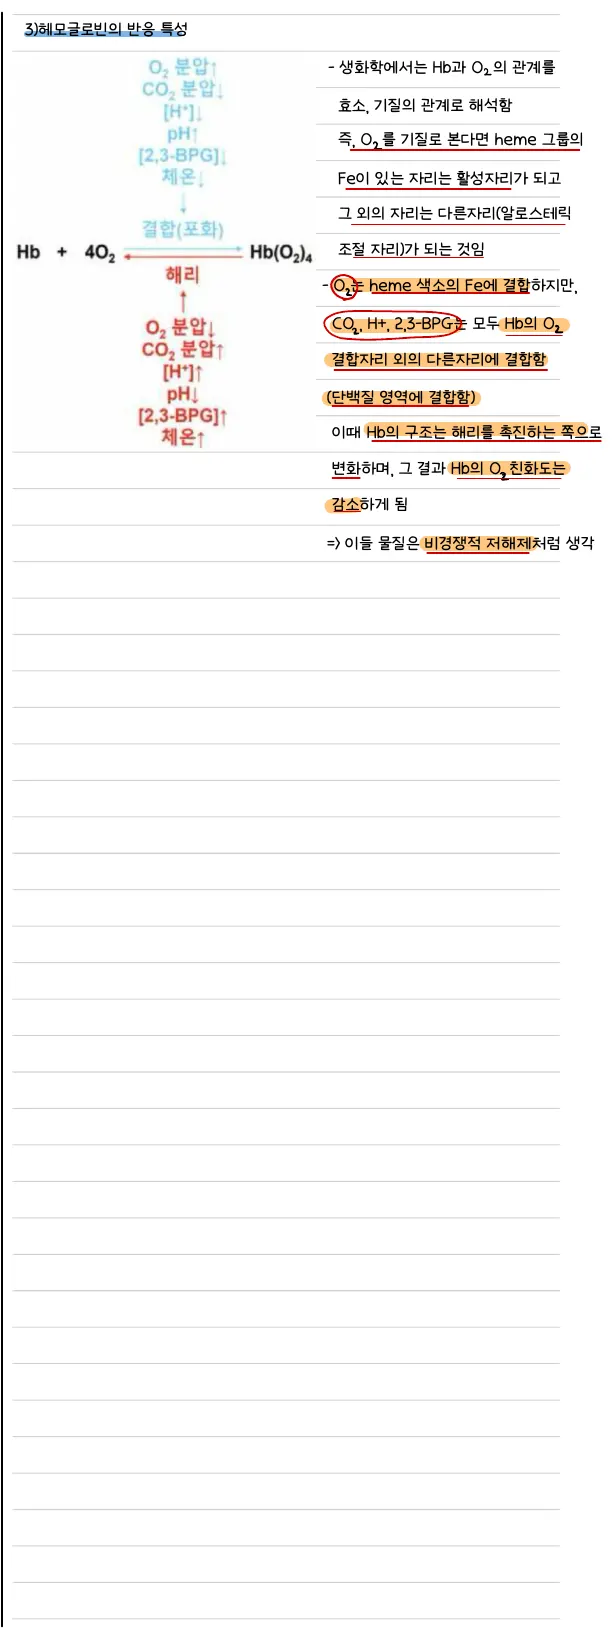 3)헤모글로빈의 반응 특성
O₂ 분압↑
CO₂ 분압↓
[H⁺]↓
pH↑
[2,3-BPG]↓
체온↓
↓
결합(포화)
Hb + 4O₂ Hb(O₂)₄
해리
↑
O₂ 분압↓
CO₂ 분압↑
[H⁺]↑
pH↓
[2,3-BPG]↑
체온↑
- 생화학에서는 Hb과 O₂의 관계를
효소, 기질의 관계로 해석함
즉, O₂를 기질로 본다면 heme 그룹의
Fe이 있는 자리는 활성자리가 되고
그 외의 자리는 다른자리(알로스테릭
조절 자리)가 되는 것임
- O₂는 heme 색소의 Fe에 결합하지만,
CO₂, H+, 2,3-BPG는 모두 Hb의 O₂
결합자리 외의 다른자리에 결합함
(단백질 영역에 결합함)
이때 Hb의 구조는 해리를 촉진하는 쪽으로
변화하며, 그 결과 Hb의 O₂친화도는
감소하게 됨
=> 이들 물질은 비경쟁적 저해제처럼 생각